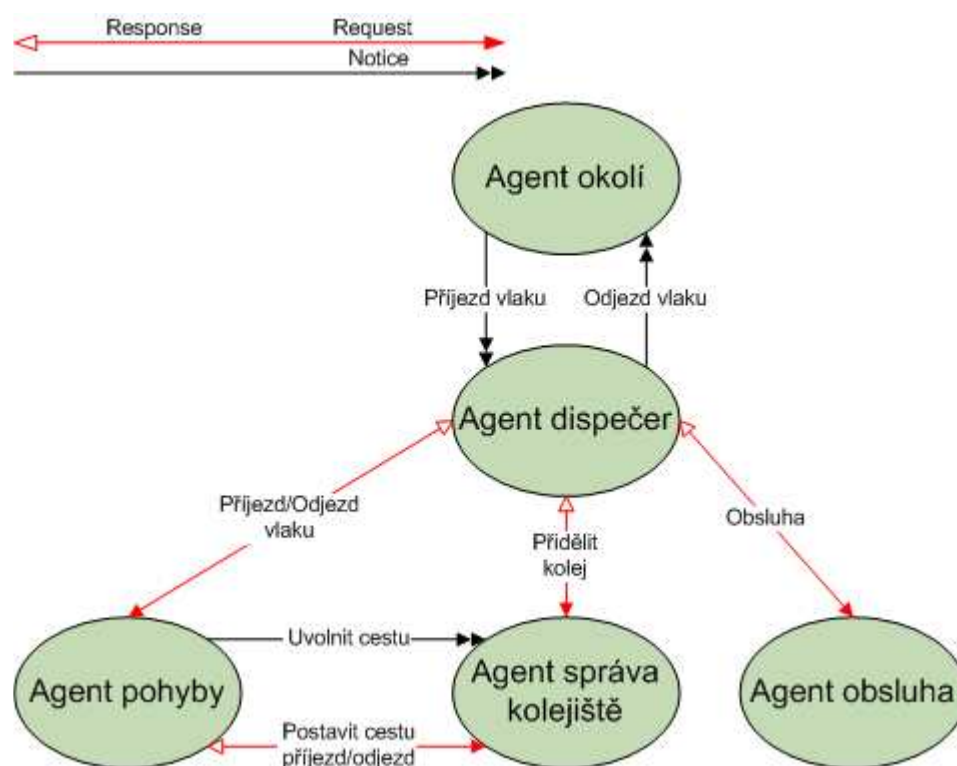 Response
Request
Notice
Agent okolí
Příjezd vlaku
Odjezd vlaku
Agent dispečer
Příjezd/Odjezd
vlaku
Přidělit
kolej
Obsluha
Uvolnit cestu
Agent pohyby
Agent správa
kolejiště
Agent obsluha
Postavit cestu
příjezd/odjezd